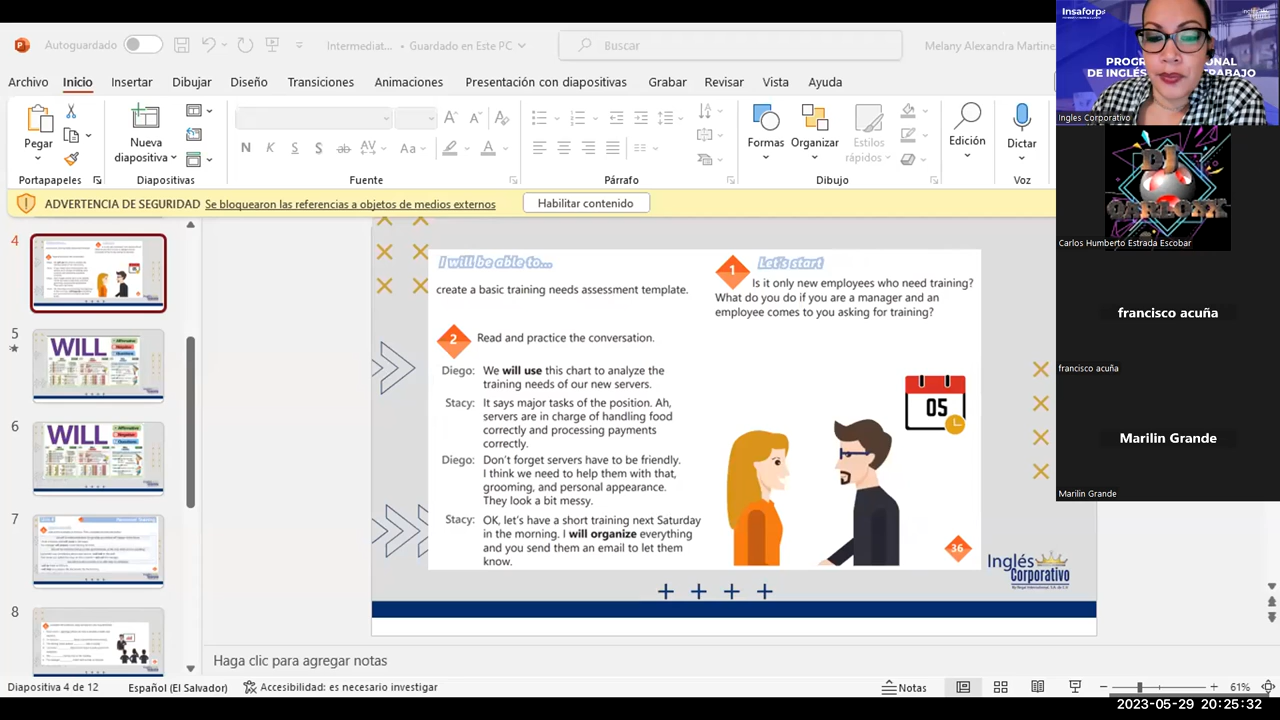 Autoguardado
Intermediat... • Guardado en Este PC
Buscar
Melany Alexandra Martine
Archivo Inicio Insertar Dibujar Diseño Transiciones Animaciones Presentación con diapositivas Grabar Revisar Vista Ayuda
Pegar
Nueva
diapositiva
N K S
Aa
A
Formas
Organizar
Estilos
rápidos
Edición
Dictar
Portapapeles
Diapositivas
Fuente
Párrafo
Dibujo
Voz
ADVERTENCIA DE SEGURIDAD Se bloquearon las referencias a objetos de medios externos Habilitar contenido
4
5
WILL
6
WILL
7
8
I will be able to...
create a basic training needs assessment template.
1 Let's start
Is it only new employees who need training?
What do you do if you are a manager and an
employee comes to you asking for training?
2 Read and practice the conversation.
Diego: We will use this chart to analyze the
training needs of our new servers.
Stacy: It says major tasks of the position. Ah,
servers are in charge of handling food
correctly and processing payments
correctly.
Diego: Don't forget servers have to be friendly.
I think we need to help them with that,
grooming, and personal appearance.
They look a bit messy.
Stacy: OK, let's have a short training next Saturday
in the morning. I will organize everything
and you send them an email to let them
know.
05
36
Inglés
Corporativo
Haga clic para agregar notas
Diapositiva 4 de 12
Español (El Salvador)
Accesibilidad: es necesario investigar
Notas
61%
Insaforp
Ingles Corporativo
DJ
Carlos Humberto Estrada Escobar
francisco acuña
francisco acuña
Marilin Grande
Marilin Grande
2023-05-29 20:25:32